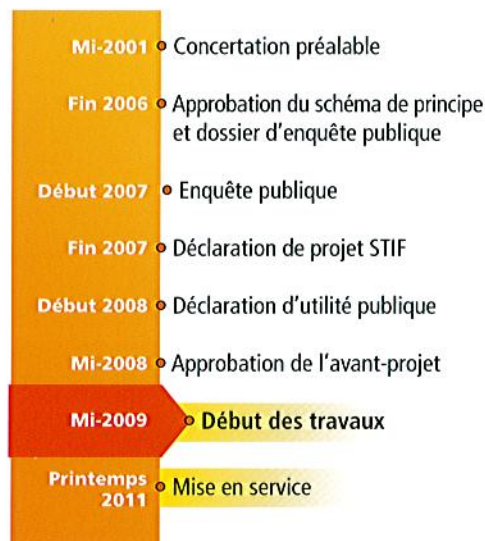 Mi-2001 Concertation préalable
Fin 2006 Approbation du schéma de principe
et dossier d'enquête publique
Début 2007 Enquête publique
Fin 2007 Déclaration de projet STIF
Début 2008 Déclaration d'utilité publique
Mi-2008 Approbation de l'avant-projet
Mi-2009 Début des travaux
Printemps
2011 Mise en service